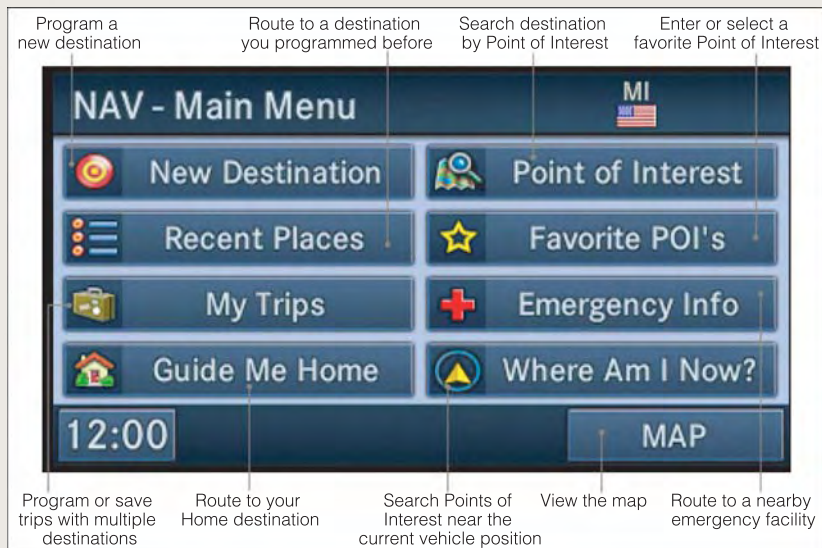 Program a
new destination
Route to a destination
you programmed before
Search destination
by Point of Interest
Enter or select a
favorite Point of Interest
NAV - Main Menu
MI
New Destination
Point of Interest
Recent Places
Favorite POI's
My Trips
Emergency Info
Guide Me Home
Where Am I Now?
12:00
MAP
Program or save
trips with multiple
destinations
Route to your
Home destination
Search Points of
Interest near the
current vehicle position
View the map
Route to a nearby
emergency facility